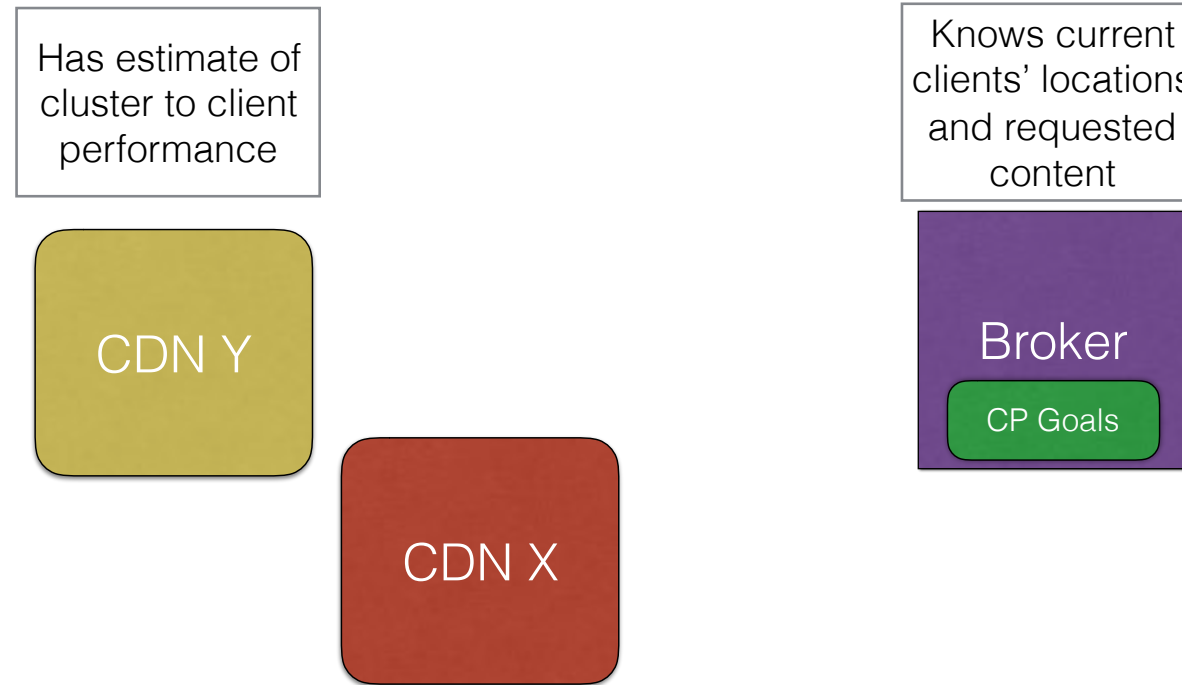 Has estimate of
cluster to client
performance
Knows current
clients’ locations
and requested
content
CDN Y
Broker
CP Goals
CDN X